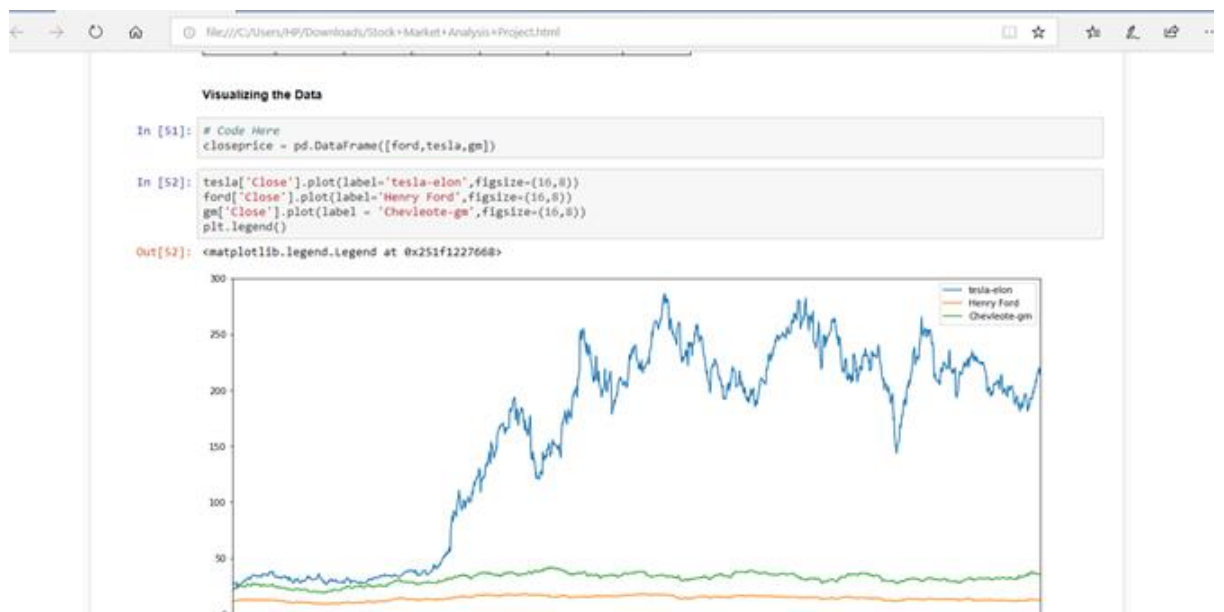 file:///C:/Users/HP/Downloads/Stock+Market+Analysis+Project.html
Visualizing the Data
In [51]: # Code Here
closeprice = pd.DataFrame([ford,tesla,gm])
In [52]: tesla['Close'].plot(label='tesla-elon',figsize=(16,8))
ford['Close'].plot(label='Henry Ford',figsize=(16,8))
gm['Close'].plot(label = 'Chevleote-gm',figsize=(16,8))
plt.legend()
Out[52]: <matplotlib.legend.Legend at 0x251f1227668>
300
tesla-elon
Henry Ford
Chevleote-gm
250
200
150
100
50